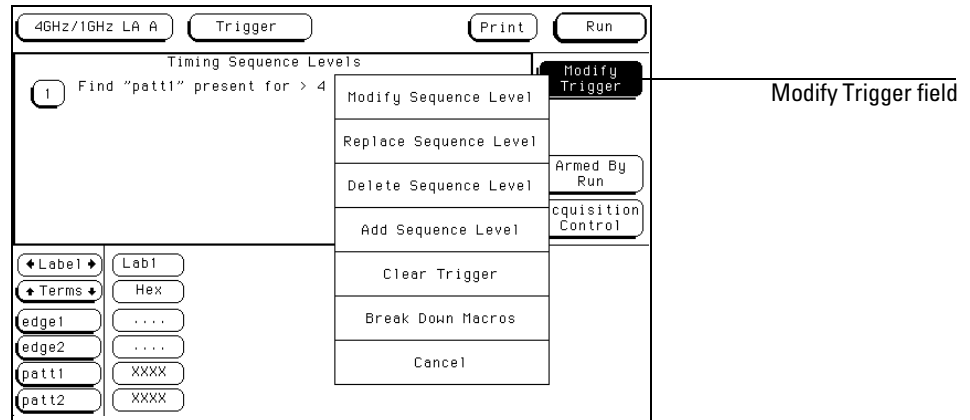 4GHz/1GHz LA A
Trigger
Print
Run
Timing Sequence Levels
1
Find "patt1" present for > 4
Modify
Trigger
Modify Trigger field
Modify Sequence Level
Replace Sequence Level
Delete Sequence Level
Add Sequence Level
Clear Trigger
Break Down Macros
Cancel
Armed By
Run
cquisition
Control
Label
Lab1
Terms
Hex
edge1
....
edge2
....
patt1
XXXX
patt2
XXXX